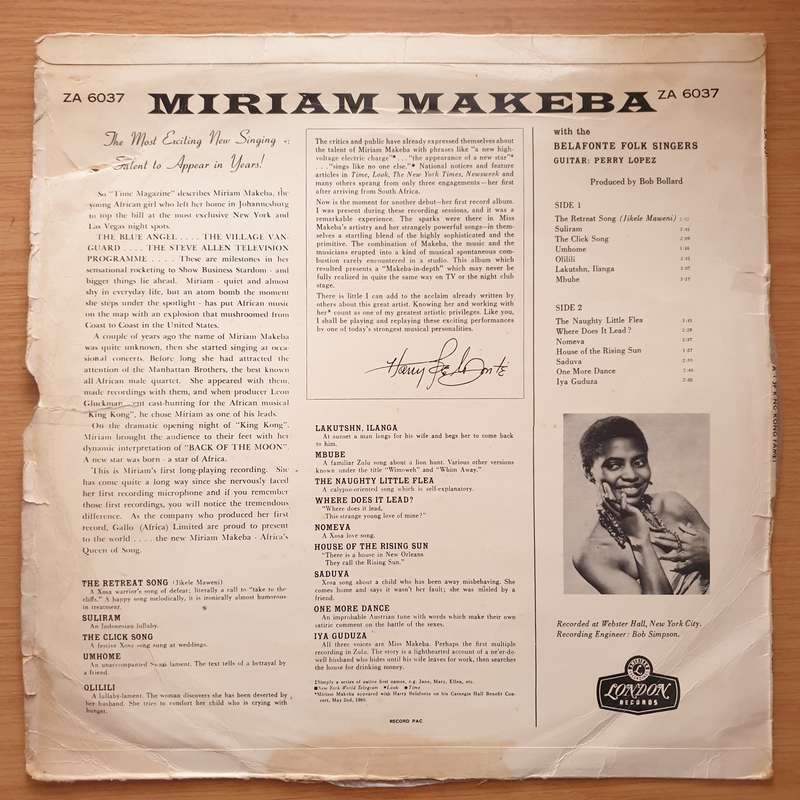 ZA 6037
MIRIAM MAKEBA
ZA 6037
The Most Exciting New Singing
Talent to Appear in Years!
So "Time Magazine" describes Miriam Makeba, the
young African girl who left her home in Johannesburg
to top the bill at the most exclusive New York and
Las Vegas night spots.
THE BLUE ANGEL . . . . THE VILLAGE VAN-
GUARD . . . . THE STEVE ALLEN TELEVISION
PROGRAMME . . . . These are milestones in her
sensational rocketing to Show Business Stardom - and
bigger things lie ahead. Miriam - quiet and almost
shy in everyday life, but an atom bomb the moment
she steps under the spotlight - has put African music
on the map with an explosion that mushroomed from
Coast to Coast in the United States.
A couple of years ago the name of Miriam Makeba
was quite unknown, then she started singing at occa-
sional concerts. Before long she had attracted the
attention of the Manhattan Brothers, the best known
all African male quartet. She appeared with them,
made recordings with them, and when producer Leon
Gluckman went cast-hunting for the African musical
"King Kong", he chose Miriam as one of his leads.
On the dramatic opening night of "King Kong",
Miriam brought the audience to their feet with her
dynamic interpretation of "BACK OF THE MOON".
A new star was born - a star of Africa.
This is Miriam's first long-playing recording. She
has come quite a long way since she nervously faced
her first recording microphone and if you remember
those first recordings, you will notice the tremendous
difference. As the company who produced her first
record, Gallo (Africa) Limited are proud to present
to the world . . . . the new Miriam Makeba - Africa's
Queen of Song.
THE RETREAT SONG (Jikele Maweni)
A Xosa warrior's song of defeat; literally a call to "take to the
cliffs." A happy song melodically, it is ironically almost humorous
in treatment.
SULIRAM
An Indonesian lullaby.
THE CLICK SONG
A festive Xosa song sung at weddings.
UMHOME
An unaccompanied Swazi lament. The text tells of a betrayal by
a friend.
OLILILI
A lullaby-lament. The woman discovers she has been deserted by
her husband. She tries to comfort her child who is crying with
hunger.
The critics and public have already expressed themselves about
the talent of Miriam Makeba with phrases like "a new high-
voltage electric charge" . . . "the appearance of a new star"
. . . "sings like no one else." National notices and feature
articles in Time, Look, The New York Times, Newsweek and
many others sprang from only three engagements—her first
after arriving from South Africa.
Now is the moment for another debut—her first record album.
I was present during these recording sessions, and it was a
remarkable experience. The sparks were there in Miss
Makeba's artistry and her strangely powerful songs—in them-
selves a startling blend of the highly sophisticated and the
primitive. The combination of Makeba, the music and the
musicians erupted into a kind of musical spontaneous com-
bustion rarely encountered in a studio. This album which
resulted presents a "Makeba-in-depth" which may never be
fully realized in quite the same way on TV or the night club
stage.
There is little I can add to the acclaim already written by
others about this great artist. Knowing her and working with
her* count as one of my greatest artistic privileges. Like you,
I shall be playing and replaying these exciting performances
by one of today's strongest musical personalities.
Harry Belafonte
LAKUTSHN, ILANGA
At sunset a man longs for his wife and begs her to come back
to him.
MBUBE
A familiar Zulu song about a lion hunt. Various other versions
known under the title "Wimoweh" and "Whin Away."
THE NAUGHTY LITTLE FLEA
A calypso-oriented song which is self-explanatory.
WHERE DOES IT LEAD?
"Where does it lead,
This strange young love of mine?"
NOMEVA
A Xosa love song.
HOUSE OF THE RISING SUN
"There is a house in New Orleans
They call the Rising Sun."
SADUVA
Xosa song about a child who has been away misbehaving. She
comes home and says it wasn't her fault; she was misled by a
friend.
ONE MORE DANCE
An improbable Austrian tune with words which make their own
satiric comment on the battle of the sexes.
IYA GUDUZA
All three voices are Miss Makeba. Perhaps the first multiple
recording in Zulu. The story is a lighthearted account of a ne'er-do-
well husband who hides until his wife leaves for work, then searches
the house for drinking money.
Simply a series of native first names, e.g. Jane, Mary, Ellen, etc.
New York World Telegram Look Time
*Miriam Makeba appeared with Harry Belafonte on his Carnegie Hall Benefit Con-
cert, May 2nd, 1960.
RECORD PAC
with the
BELAFONTE FOLK SINGERS
GUITAR: PERRY LOPEZ
Produced by Bob Bollard
SIDE 1
The Retreat Song (Jikele Maweni)
Suliram
The Click Song
Umhome
Olilili
Lakutshn, Ilanga
Mbube
SIDE 2
The Naughty Little Flea
Where Does It Lead?
Nomeva
House of the Rising Sun
Saduva
One More Dance
Iya Guduza
Recorded at Webster Hall, New York City.
Recording Engineer: Bob Simpson.
LONDON
RECORDS